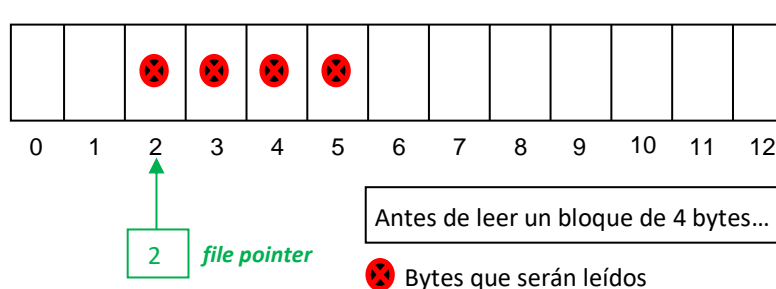 0 1 2 3 4 5 6 7 8 9 10 11 12
Antes de leer un bloque de 4 bytes…
2 file pointer
Bytes que serán leídos